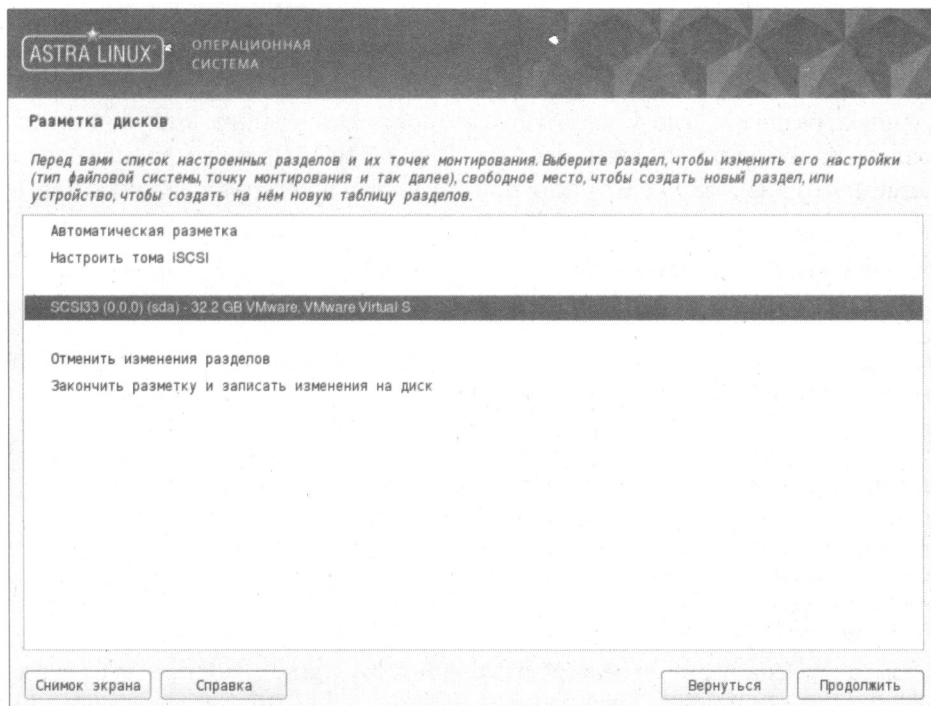 ASTRA LINUX
ОПЕРАЦИОННАЯ
СИСТЕМА
Разметка дисков
Перед вами список настроенных разделов и их точек монтирования. Выберите раздел, чтобы изменить его настройки
(тип файловой системы, точку монтирования и так далее), свободное место, чтобы создать новый раздел, или
устройство, чтобы создать на нём новую таблицу разделов.
Автоматическая разметка
Настроить тома iSCSI
SCSI33 (0,0,0) (sda) - 32.2 GB VMware, VMware Virtual S
Отменить изменения разделов
Закончить разметку и записать изменения на диск
Снимок экрана Справка Вернуться Продолжить